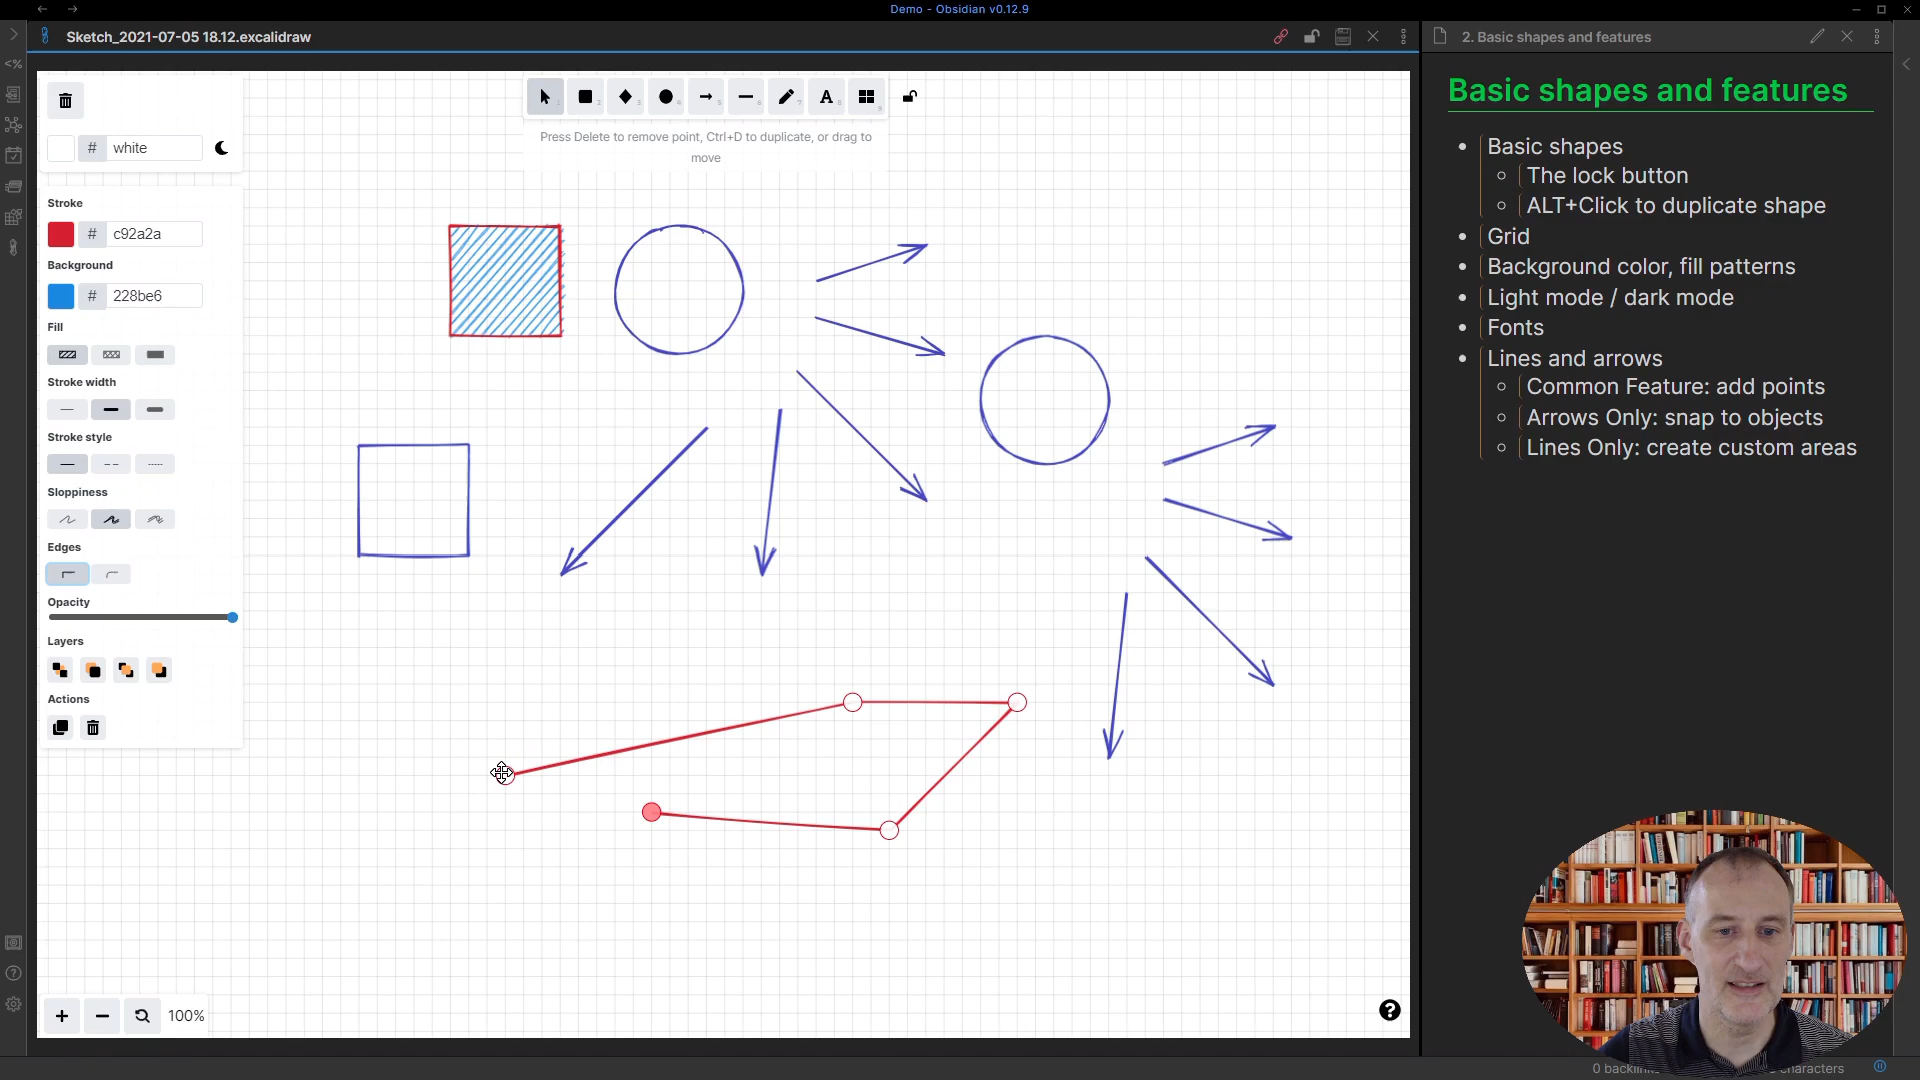 Demo - Obsidian v0.12.9
Sketch_2021-07-05 18.12.excalidraw
2. Basic shapes and features
Press Delete to remove point, Ctrl+D to duplicate, or drag to
move
# white
Stroke
# c92a2a
Background
# 228be6
Fill
Stroke width
Stroke style
Sloppiness
Edges
Opacity
Layers
Actions
100%
Basic shapes and features
Basic shapes
The lock button
ALT+Click to duplicate shape
Grid
Background color, fill patterns
Light mode / dark mode
Fonts
Lines and arrows
Common Feature: add points
Arrows Only: snap to objects
Lines Only: create custom areas
0
characters